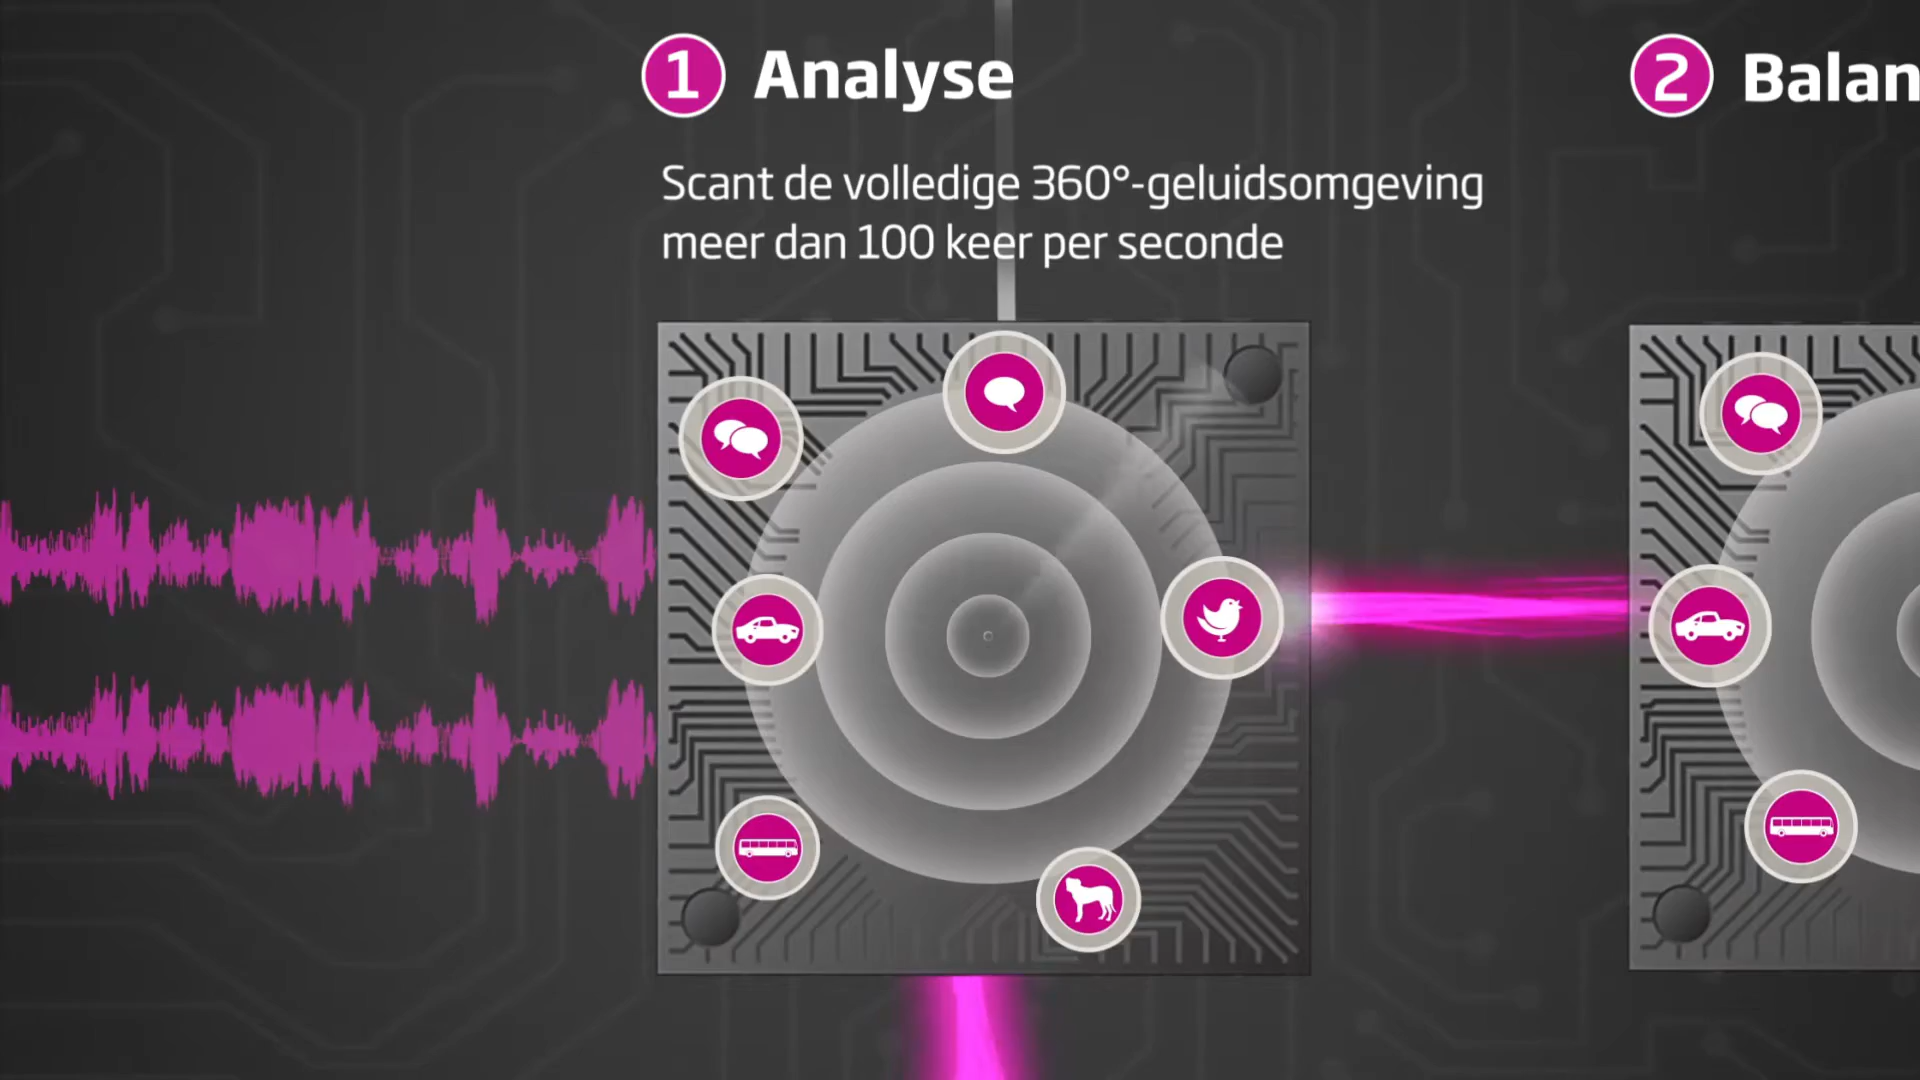 1 Analyse
Scant de volledige 360°-geluidsomgeving
meer dan 100 keer per seconde
2 Balan